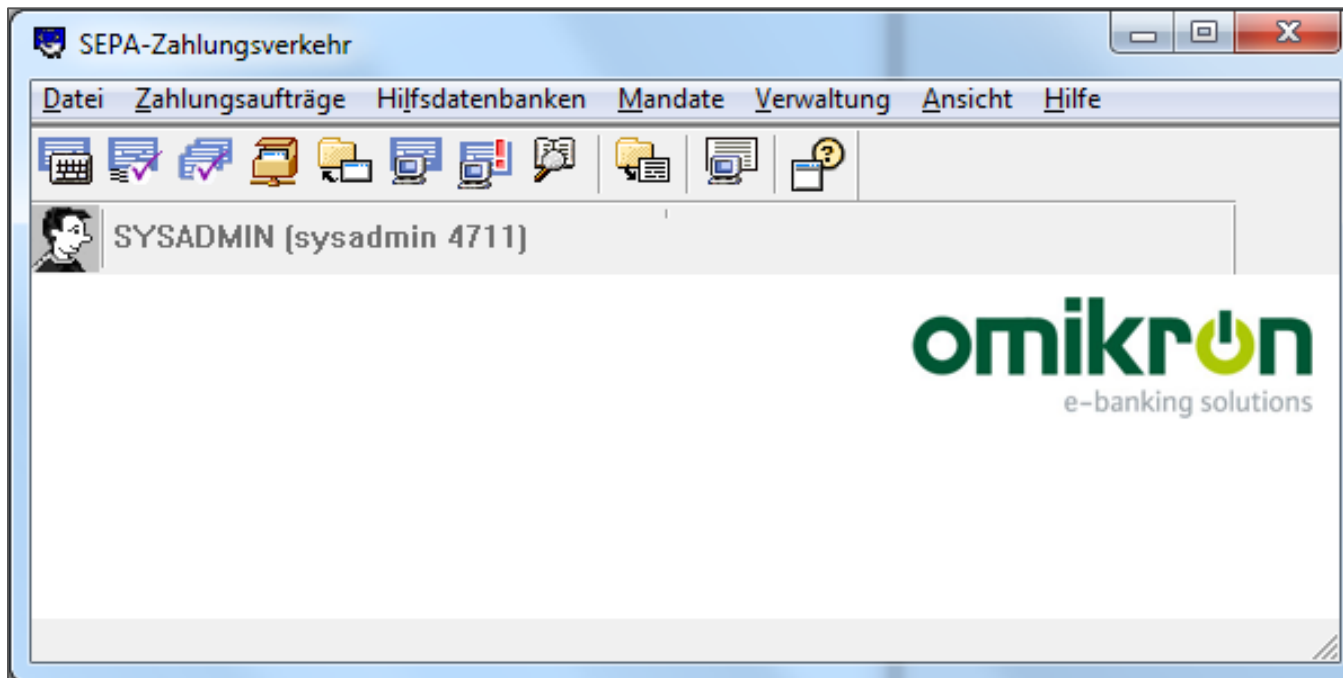 SEPA-Zahlungsverkehr
Datei Zahlungsaufträge Hilfsdatenbanken Mandate Verwaltung Ansicht Hilfe
SYSADMIN (sysadmin 4711)
omikron
e-banking solutions